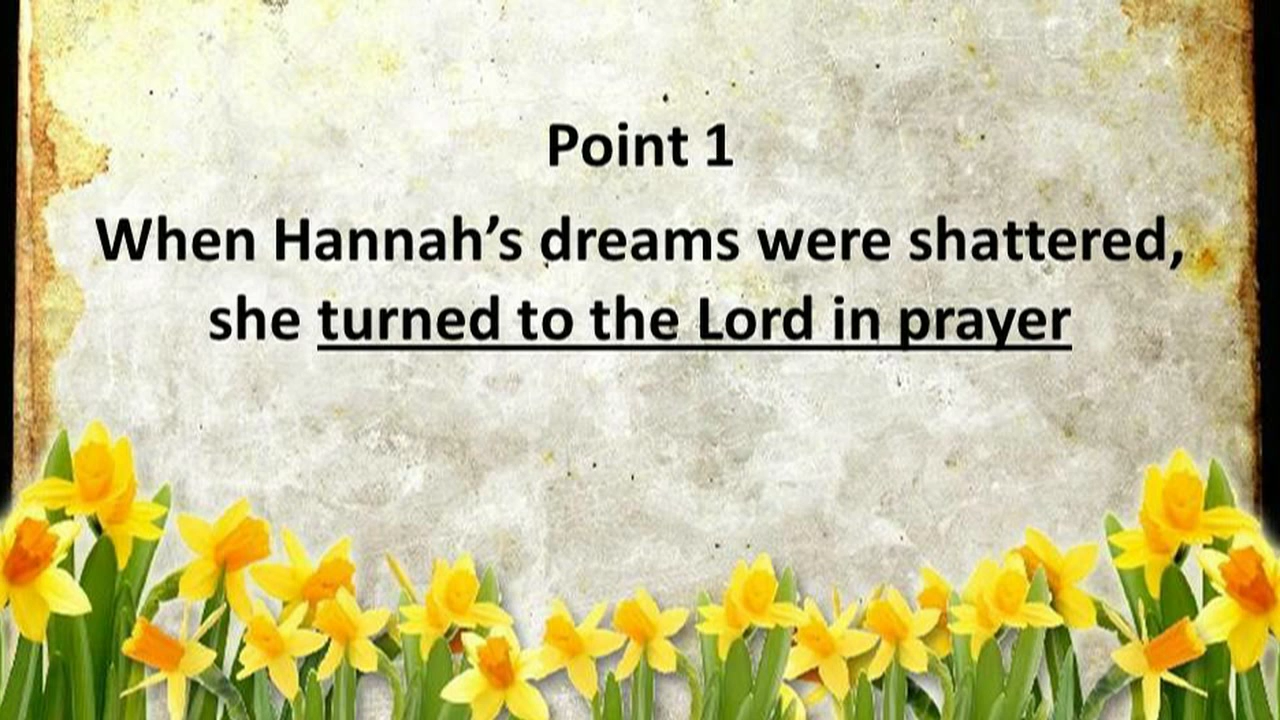 Point 1
When Hannah’s dreams were shattered,
she turned to the Lord in prayer